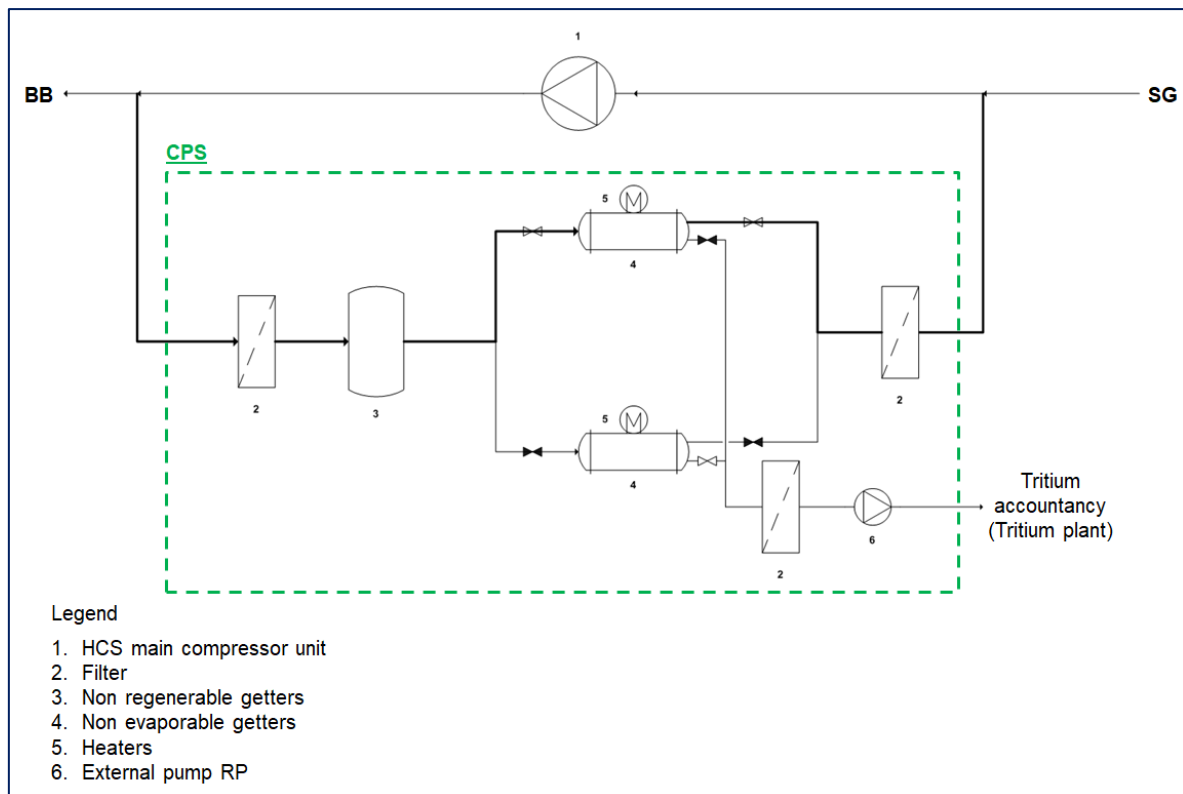 1
BB
SG
CPS
5 M
4
2
3
2
5 M
4
Tritium
accountancy
(Tritium plant)
6
2
Legend
1. HCS main compressor unit
2. Filter
3. Non regenerable getters
4. Non evaporable getters
5. Heaters
6. External pump RP